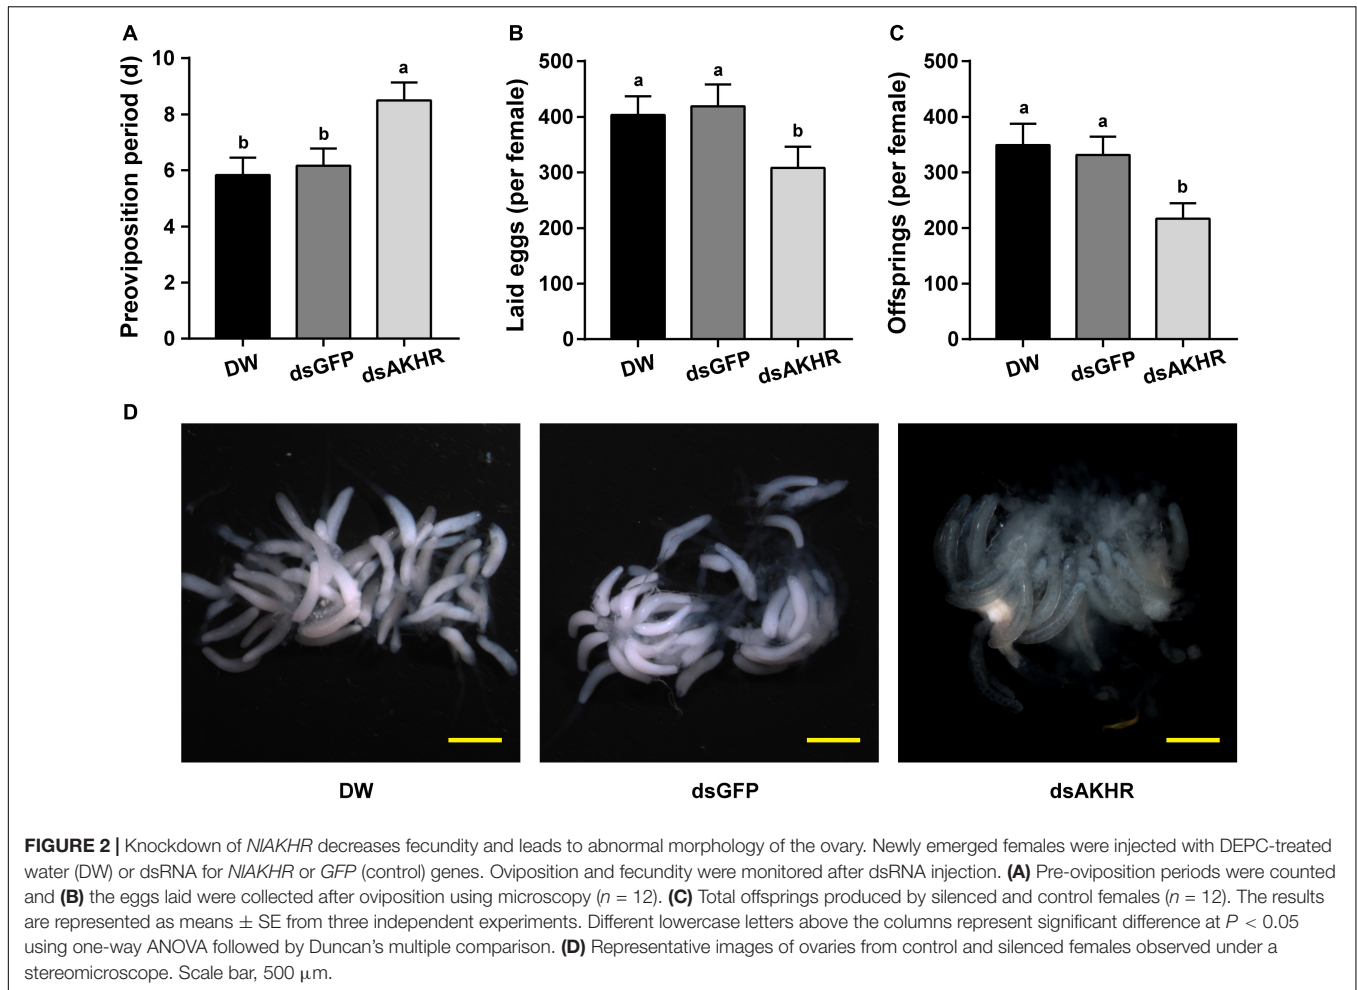 A
Preoviposition period (d)
10
8
6
4
2
0
b
b
a
DW
dsGFP
dsAKHR
B
Laid eggs (per female)
500
400
300
200
100
0
a
a
b
DW
dsGFP
dsAKHR
C
Offsprings (per female)
500
400
300
200
100
0
a
a
b
DW
dsGFP
dsAKHR
D
DW
dsGFP
dsAKHR
FIGURE 2 | Knockdown of NlAKHR decreases fecundity and leads to abnormal morphology of the ovary. Newly emerged females were injected with DEPC-treated
water (DW) or dsRNA for NlAKHR or GFP (control) genes. Oviposition and fecundity were monitored after dsRNA injection. (A) Pre-oviposition periods were counted
and (B) the eggs laid were collected after oviposition using microscopy (n = 12). (C) Total offsprings produced by silenced and control females (n = 12). The results
are represented as means ± SE from three independent experiments. Different lowercase letters above the columns represent significant difference at P < 0.05
using one-way ANOVA followed by Duncan's multiple comparison. (D) Representative images of ovaries from control and silenced females observed under a
stereomicroscope. Scale bar, 500 μm.